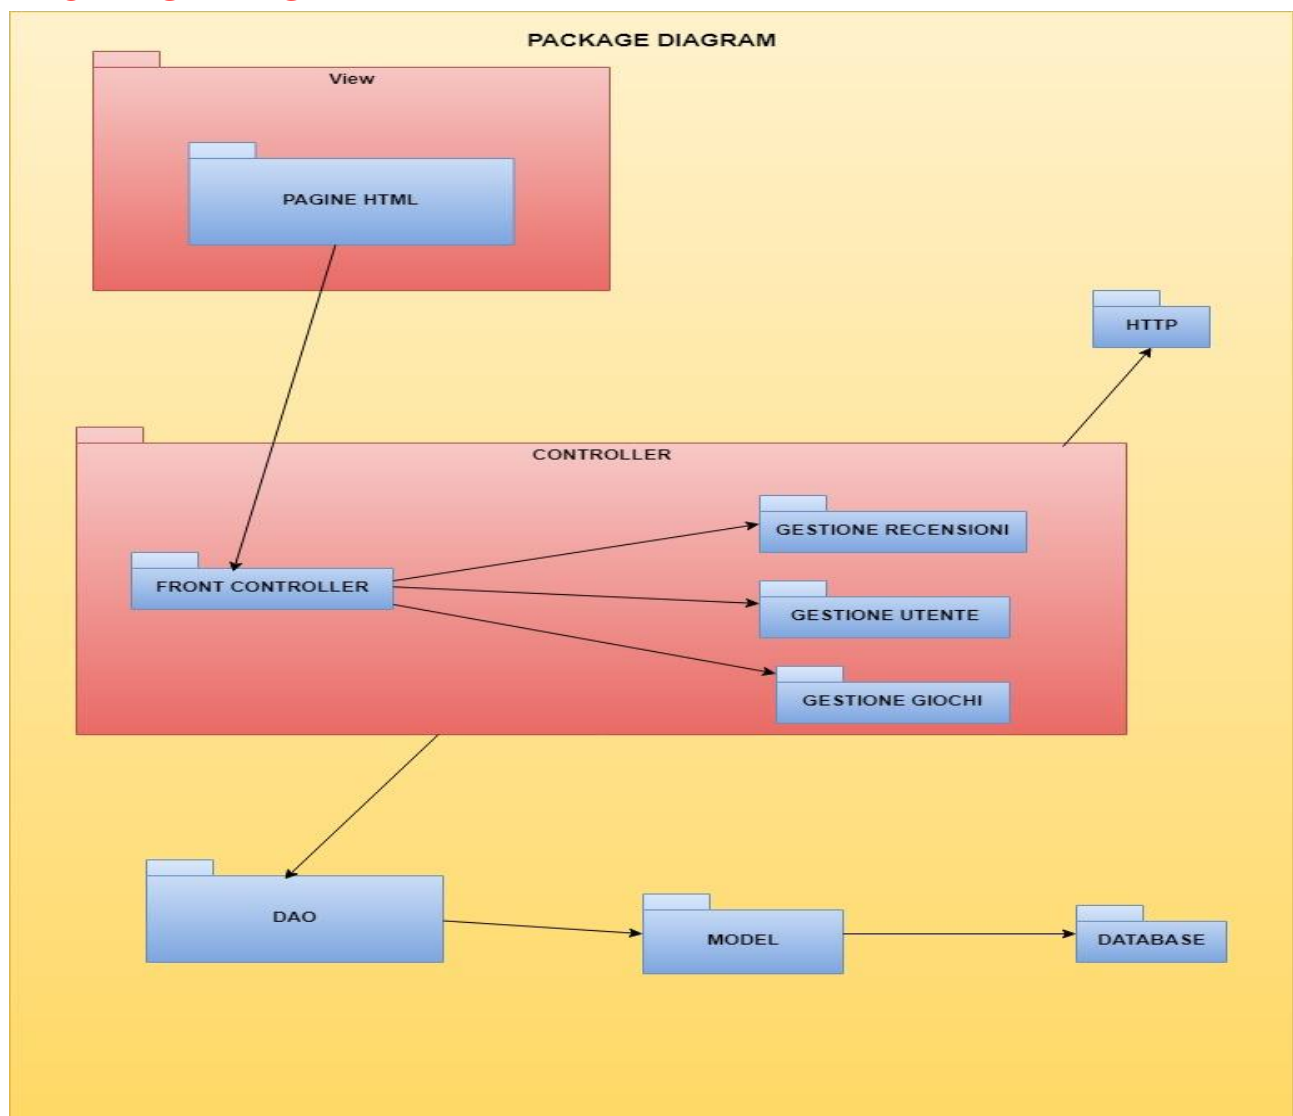 PACKAGE DIAGRAM
View
PAGINE HTML
HTTP
CONTROLLER
GESTIONE RECENSIONI
FRONT CONTROLLER
GESTIONE UTENTE
GESTIONE GIOCHI
DAO
MODEL
DATABASE